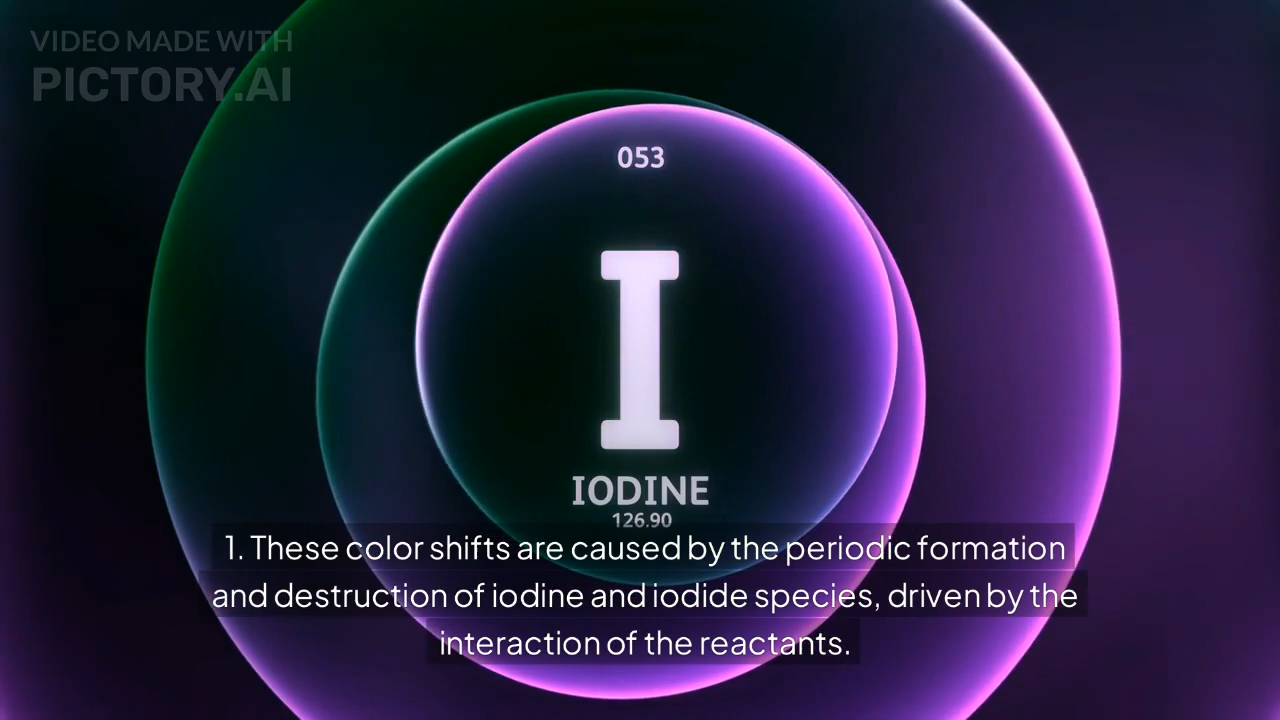 VIDEO MADE WITH
PICTORY.AI
053
I
IODINE
126.90
1. These color shifts are caused by the periodic formation
and destruction of iodine and iodide species, driven by the
interaction of the reactants.